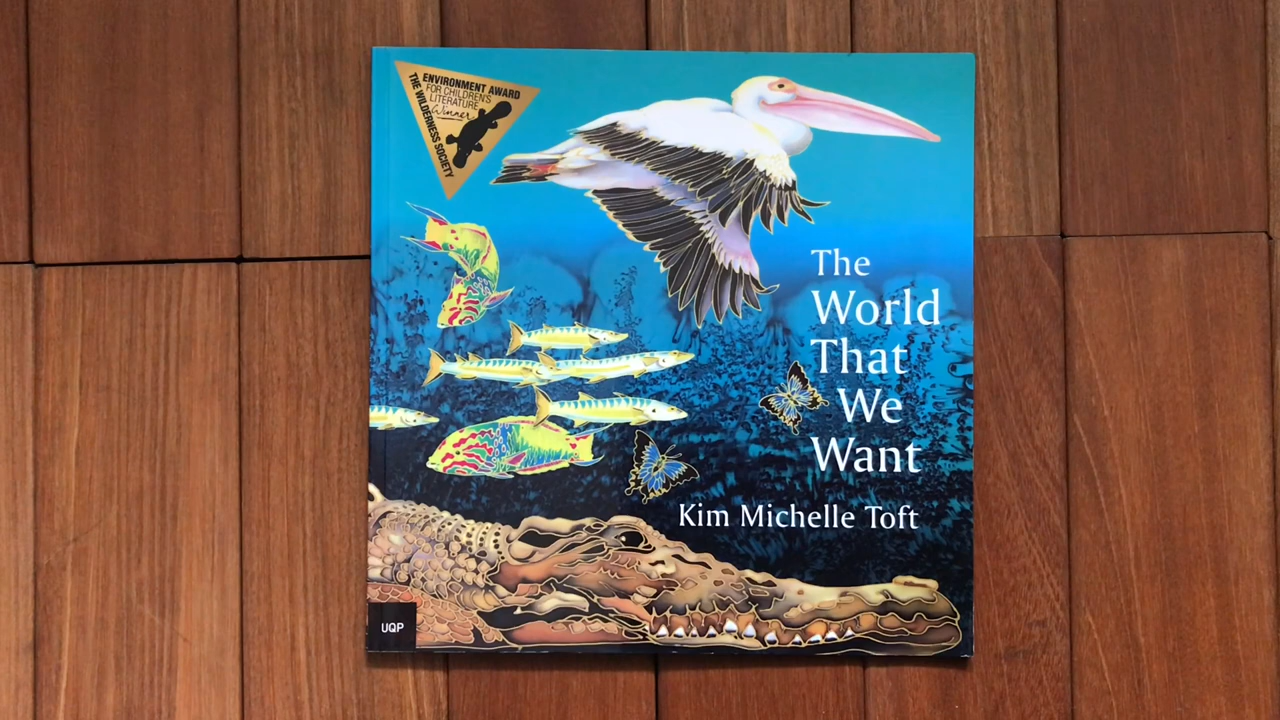 ENVIRONMENT AWARD
FOR CHILDREN'S
LITERATURE
Winner
THE WILDERNESS SOCIETY
The
World
That
We
Want
Kim Michelle Toft
UQP